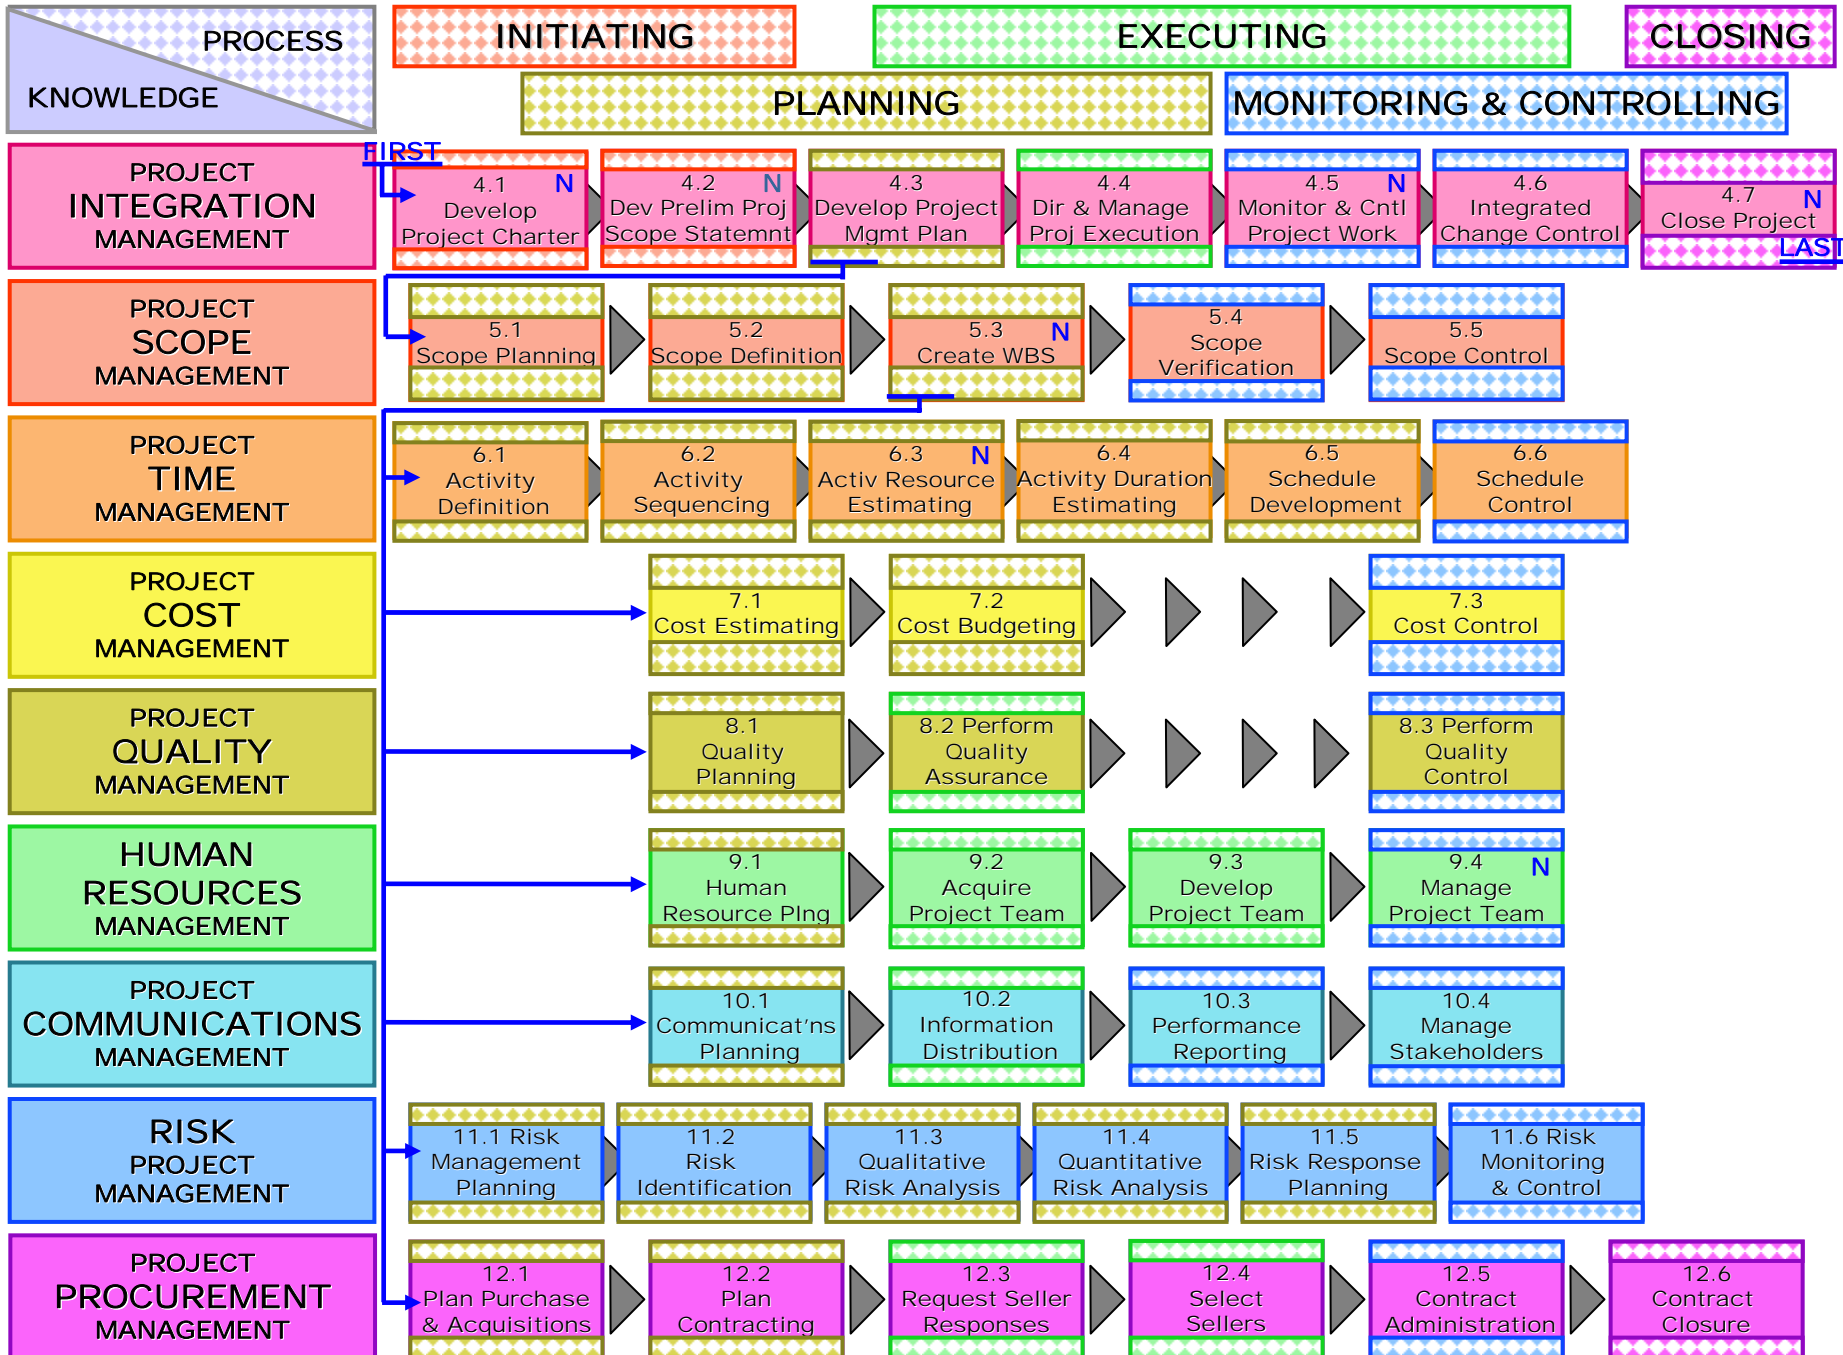 PROCESS
KNOWLEDGE
INITIATING
EXECUTING
CLOSING
PLANNING
MONITORING & CONTROLLING
PROJECT
INTEGRATION
MANAGEMENT
FIRST
4.1 N
Develop
Project Charter
4.2 N
Dev Prelim Proj
Scope Statemnt
4.3
Develop Project
Mgmt Plan
4.4
Dir & Manage
Proj Execution
4.5 N
Monitor & Cntl
Project Work
4.6
Integrated
Change Control
4.7 N
Close Project
LAST
PROJECT
SCOPE
MANAGEMENT
5.1
Scope Planning
5.2
Scope Definition
5.3 N
Create WBS
5.4
Scope
Verification
5.5
Scope Control
PROJECT
TIME
MANAGEMENT
6.1
Activity
Definition
6.2
Activity
Sequencing
6.3 N
Activ Resource
Estimating
6.4
Activity Duration
Estimating
6.5
Schedule
Development
6.6
Schedule
Control
PROJECT
COST
MANAGEMENT
7.1
Cost Estimating
7.2
Cost Budgeting
7.3
Cost Control
PROJECT
QUALITY
MANAGEMENT
8.1
Quality
Planning
8.2 Perform
Quality
Assurance
8.3 Perform
Quality
Control
HUMAN
RESOURCES
MANAGEMENT
9.1
Human
Resource Plng
9.2
Acquire
Project Team
9.3
Develop
Project Team
9.4 N
Manage
Project Team
PROJECT
COMMUNICATIONS
MANAGEMENT
10.1
Communicat'ns
Planning
10.2
Information
Distribution
10.3
Performance
Reporting
10.4
Manage
Stakeholders
RISK
PROJECT
MANAGEMENT
11.1 Risk
Management
Planning
11.2
Risk
Identification
11.3
Qualitative
Risk Analysis
11.4
Quantitative
Risk Analysis
11.5
Risk Response
Planning
11.6 Risk
Monitoring
& Control
PROJECT
PROCUREMENT
MANAGEMENT
12.1
Plan Purchase
& Acquisitions
12.2
Plan
Contracting
12.3
Request Seller
Responses
12.4
Select
Sellers
12.5
Contract
Administration
12.6
Contract
Closure